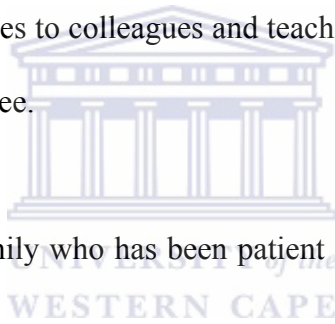 es to colleagues and teach
ee.
nily who has been patient
UNIVERSITY of the
WESTERN CAPE